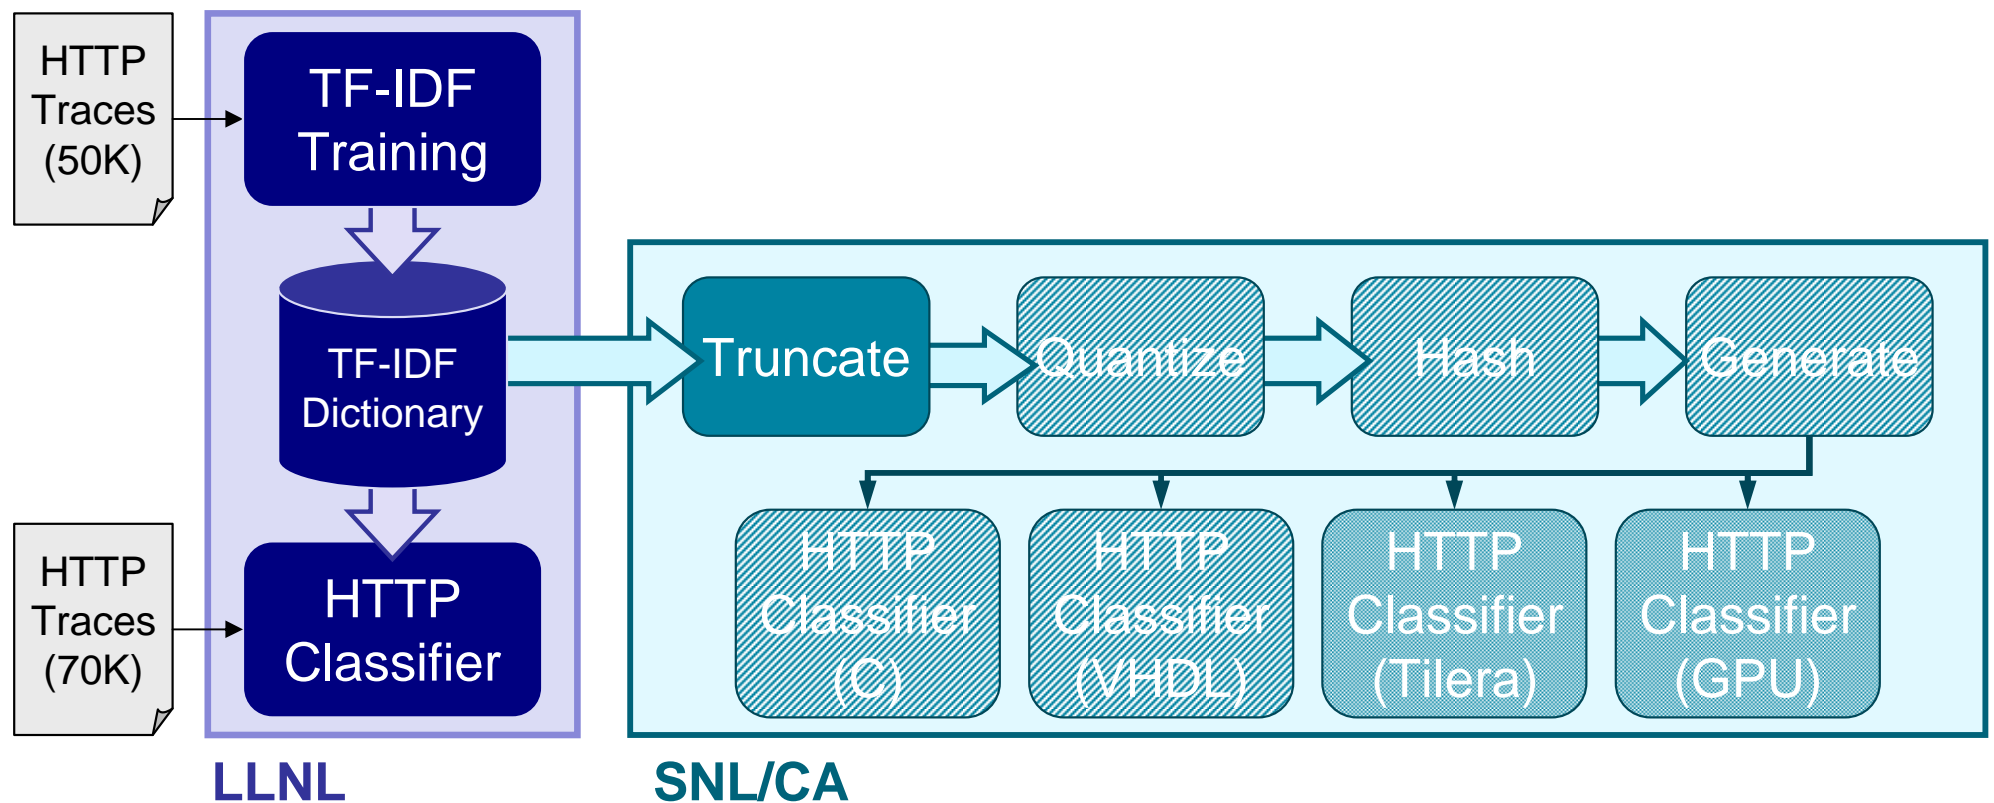 HTTP
Traces
(50K)
TF-IDF
Training
TF-IDF
Dictionary
HTTP
Traces
(70K)
HTTP
Classifier
LLNL
Truncate
Quantize
Hash
Generate
HTTP
Classifier
(C)
HTTP
Classifier
(VHDL)
HTTP
Classifier
(Tilera)
HTTP
Classifier
(GPU)
SNL/CA